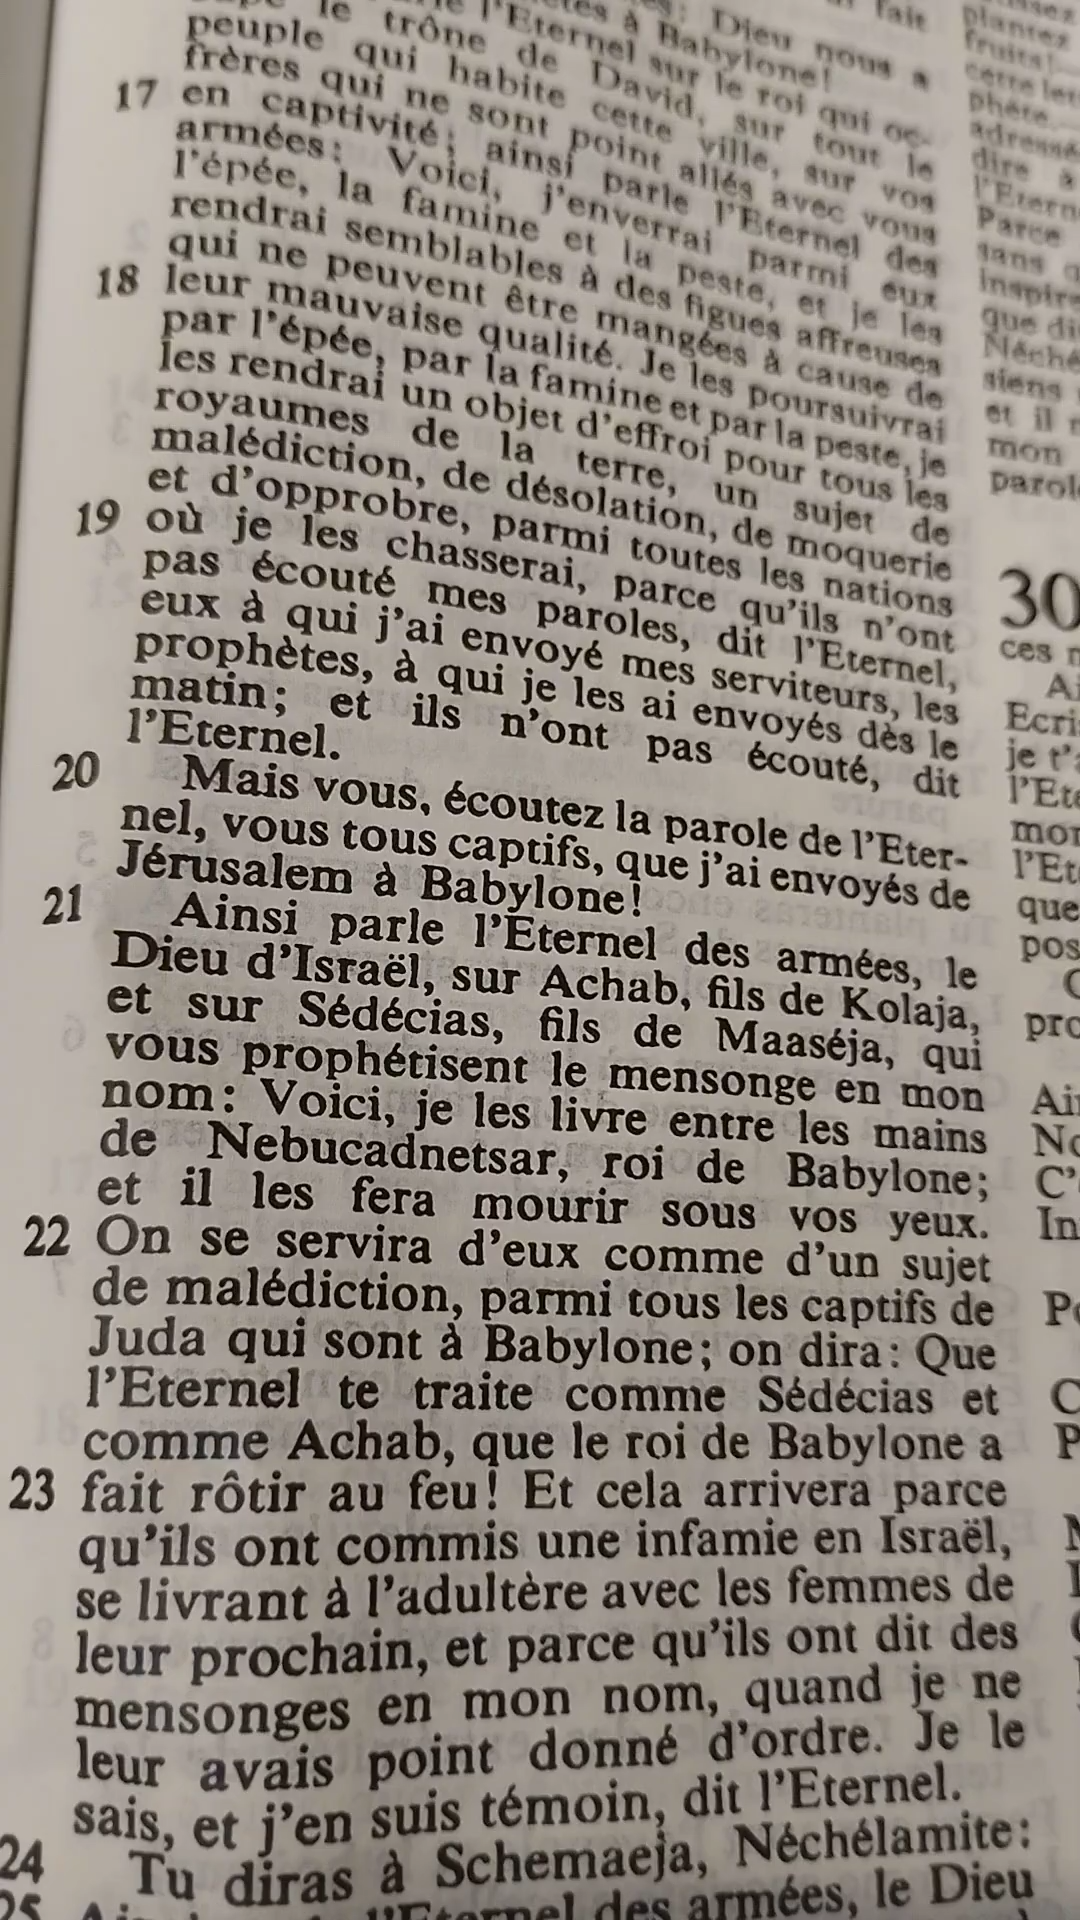 le trône de David, sur tout le
peuple qui habite cette ville, sur vos
frères qui ne sont point allés avec vous
17 en captivité; ainsi parle l'Eternel des
armées: Voici, j'enverrai parmi eux
l'épée, la famine et la peste, et je les
rendrai semblables à des figues affreuses
qui ne peuvent être mangées à cause de
18 leur mauvaise qualité. Je les poursuivrai
par l'épée, par la famine et par la peste, je
les rendrai un objet d'effroi pour tous les
royaumes de la terre, un sujet de
malédiction, de désolation, de moquerie
et d'opprobre, parmi toutes les nations
19 où je les chasserai, parce qu'ils n'ont
pas écouté mes paroles, dit l'Eternel,
eux à qui j'ai envoyé mes serviteurs, les
prophètes, à qui je les ai envoyés dès le
matin; et ils n'ont pas écouté, dit
l'Eternel.
20 Mais vous, écoutez la parole de l'Eter-
nel, vous tous captifs, que j'ai envoyés de
Jérusalem à Babylone!
21 Ainsi parle l'Eternel des armées, le
Dieu d'Israël, sur Achab, fils de Kolaja,
et sur Sédécias, fils de Maaséja, qui
vous prophétisent le mensonge en mon
nom: Voici, je les livre entre les mains
de Nebucadnetsar, roi de Babylone;
et il les fera mourir sous vos yeux.
22 On se servira d'eux comme d'un sujet
de malédiction, parmi tous les captifs de
Juda qui sont à Babylone; on dira: Que
l'Eternel te traite comme Sédécias et
comme Achab, que le roi de Babylone a
23 fait rôtir au feu! Et cela arrivera parce
qu'ils ont commis une infamie en Israël,
se livrant à l'adultère avec les femmes de
leur prochain, et parce qu'ils ont dit des
mensonges en mon nom, quand je ne
leur avais point donné d'ordre. Je le
sais, et j'en suis témoin, dit l'Eternel.
24 Tu diras à Schemaeja, Néchélamite:
25 l'Eternel des armées, le Dieu
30